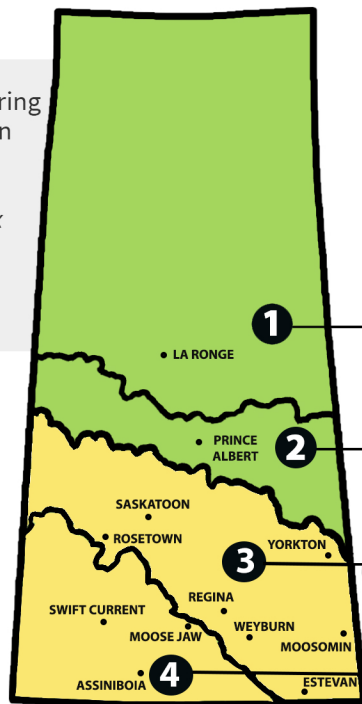 ring
n
1
LA RONGE
PRINCE
ALBERT
2
SASKATOON
ROSETOWN
YORKTON
3
REGINA
SWIFT CURRENT
MOOSE JAW
WEYBURN
MOOSOMIN
4
ASSINIBOIA
ESTEVAN